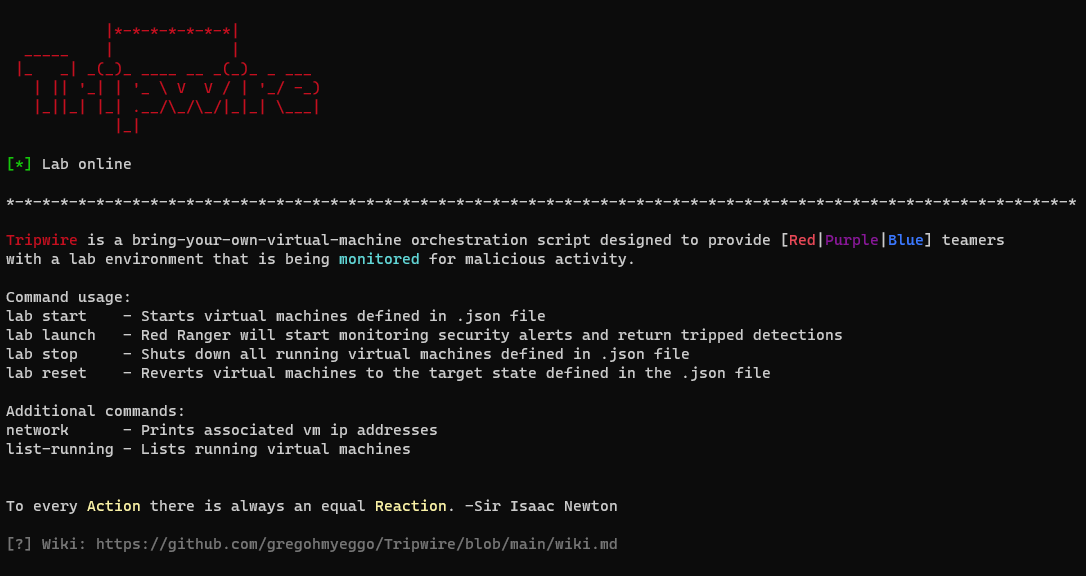 |*-*-*-*-*-*-*|
 _____    |             |
|_   _| _(_)_ ____ __ _(_)_ _ ___
  | || '_| | '_ \ V  V / | '_/ -_)
  |_||_| |_| .__/\_/\_/|_|_| \___|
           |_|
[*] Lab online
*-*-*-*-*-*-*-*-*-*-*-*-*-*-*-*-*-*-*-*-*-*-*-*-*-*-*-*-*-*-*-*-*-*-*-*-*-*-*-*-*-*-*-*-*-*-*-*-*-*-*-*-*-*-*-*-*-*-*-*-*
Tripwire is a bring-your-own-virtual-machine orchestration script designed to provide [Red|Purple|Blue] teamers
with a lab environment that is being monitored for malicious activity.
Command usage:
lab start    - Starts virtual machines defined in .json file
lab launch   - Red Ranger will start monitoring security alerts and return tripped detections
lab stop     - Shuts down all running virtual machines defined in .json file
lab reset    - Reverts virtual machines to the target state defined in the .json file
Additional commands:
network      - Prints associated vm ip addresses
list-running - Lists running virtual machines
To every Action there is always an equal Reaction. -Sir Isaac Newton
[?] Wiki: https://github.com/gregohmyeggo/Tripwire/blob/main/wiki.md